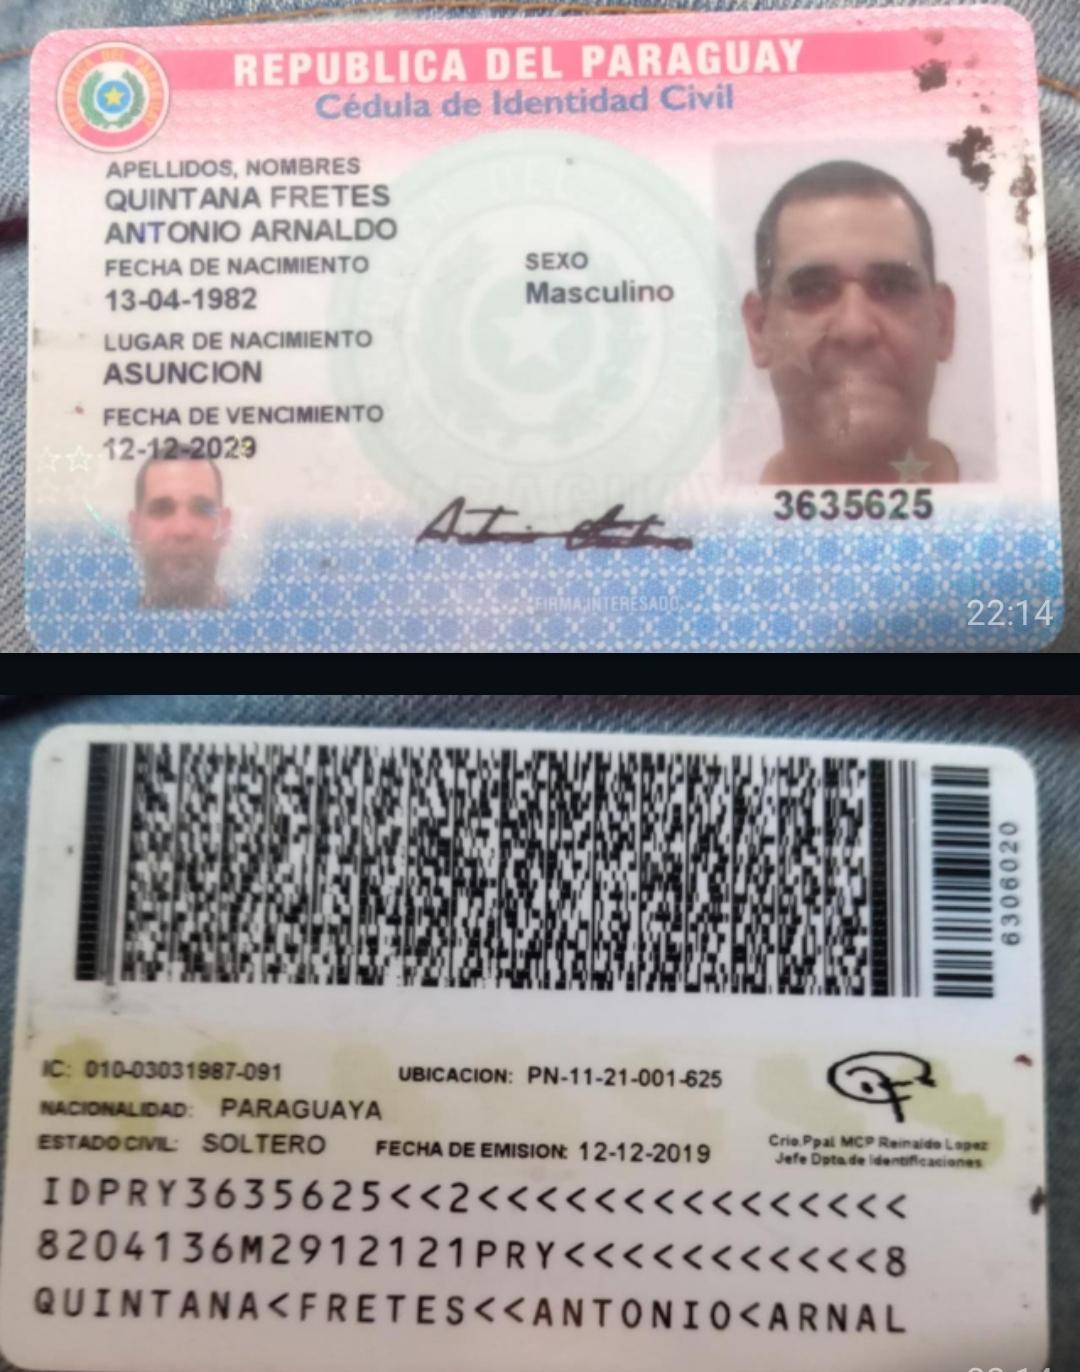 REPUBLICA DEL PARAGUAY
Cédula de Identidad Civil
APELLIDOS, NOMBRES
QUINTANA FRETES
ANTONIO ARNALDO
FECHA DE NACIMIENTO
13-04-1982
SEXO
Masculino
LUGAR DE NACIMIENTO
ASUNCION
FECHA DE VENCIMIENTO
12-12-2029
3635625
FIRMA INTERESADO
22:14
6306020
IC: 010-03031987-091
UBICACION: PN-11-21-001-625
NACIONALIDAD: PARAGUAYA
ESTADO CIVIL: SOLTERO
FECHA DE EMISION: 12-12-2019
Crio.Ppal MCP Reinaldo Lopez
Jefe Dpto.de Identificaciones
IDPRY3635625<<2<<<<<<<<<<<<<<<
8204136M2912121PRY<<<<<<<<<<<8
QUINTANA<FRETES<<ANTONIO<ARNAL